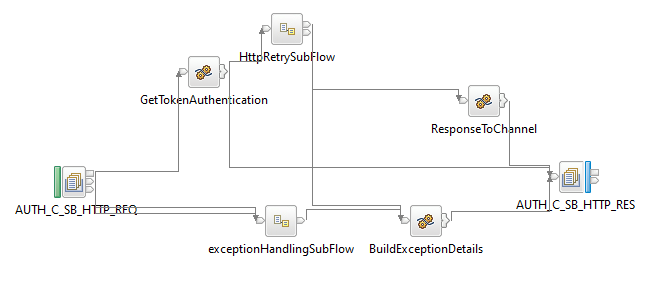 HttpRetrySubFlow
GetTokenAuthentication
ResponseToChannel
AUTH_C_SB_HTTP_REQ
AUTH_C_SB_HTTP_RES
exceptionHandlingSubFlow
BuildExceptionDetails